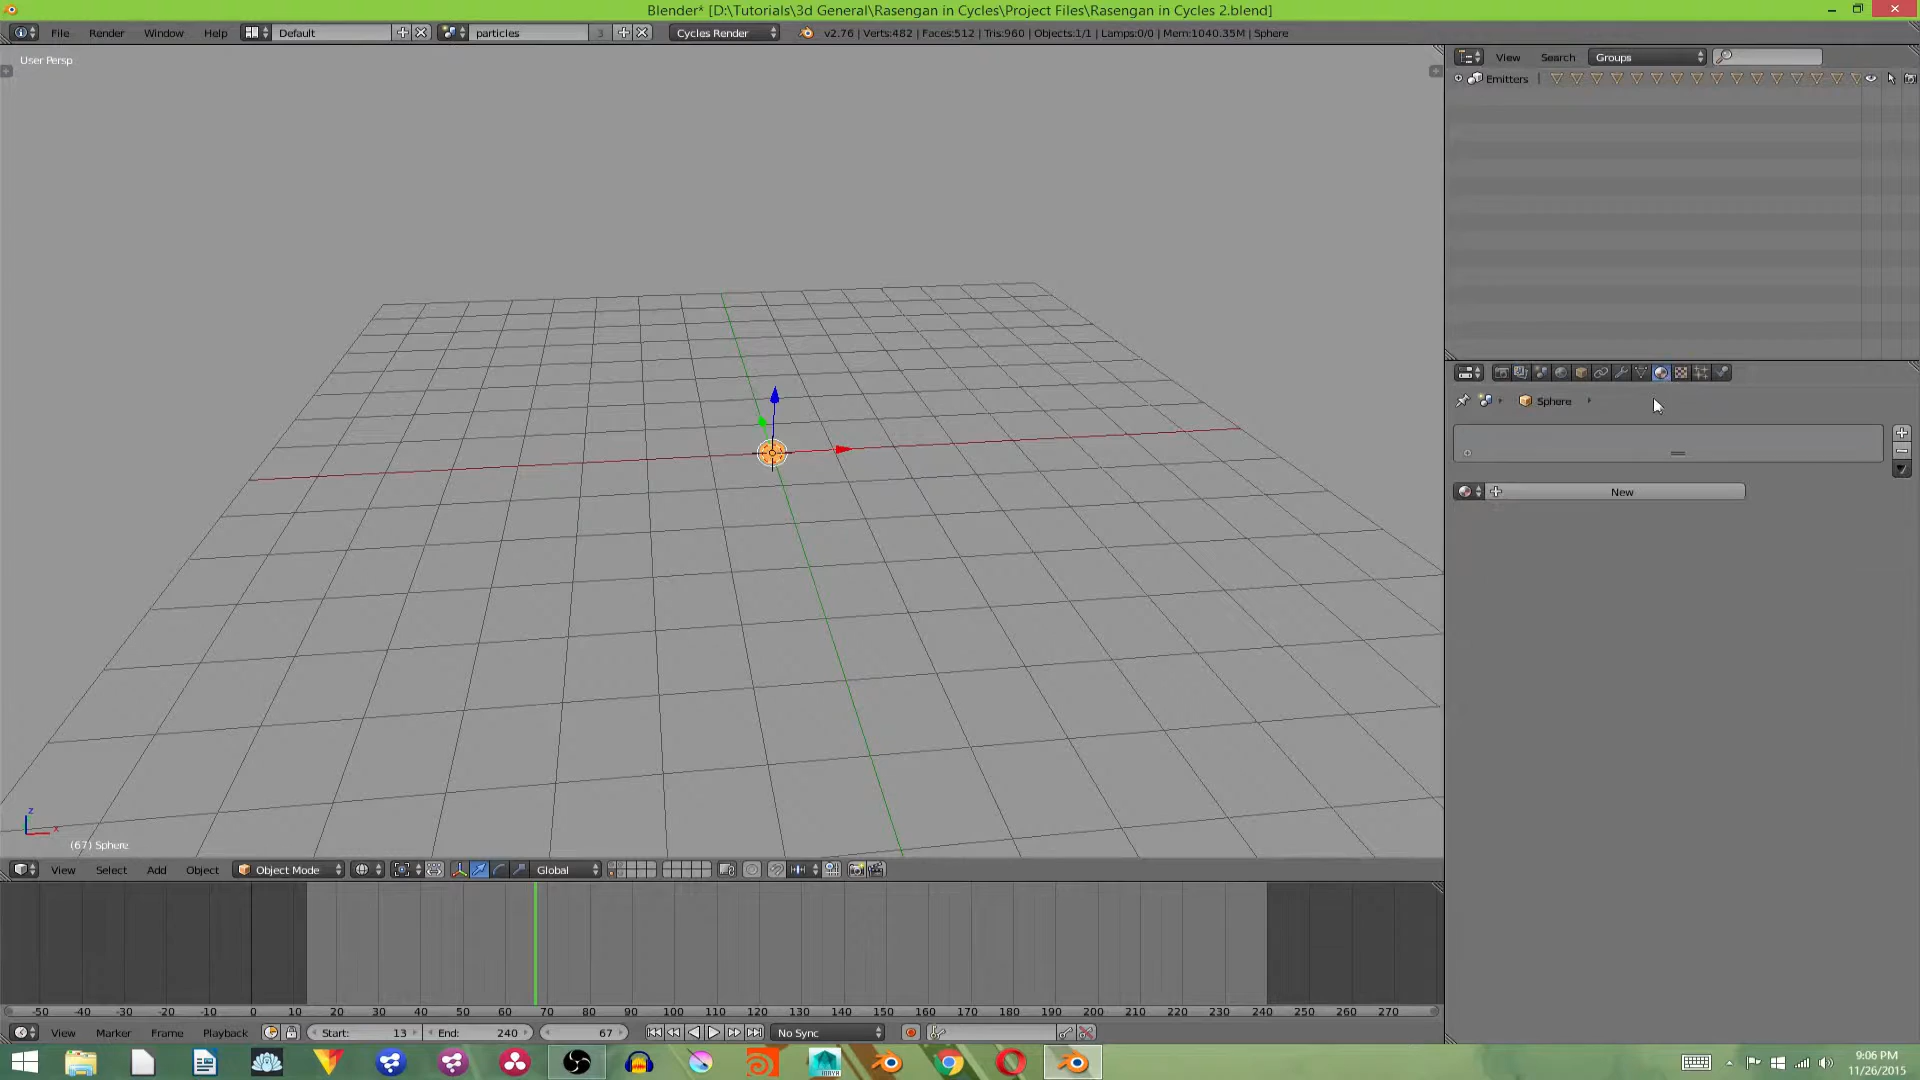 Blender* [D:\Tutorials\3d General\Rasengan in Cycles\Project Files\Rasengan in Cycles 2.blend]
File Render Window Help Default particles 3 Cycles Render v2.76 | Verts:482 | Faces:512 | Tris:960 | Objects:1/1 | Lamps:0/0 | Mem:1040.35M | Sphere
User Persp
View Search Groups
Emitters
Sphere
New
z
x
(67) Sphere
View Select Add Object Object Mode Global
-50 -40 -30 -20 -10 0 10 20 30 40 50 60 70 80 90 100 110 120 130 140 150 160 170 180 190 200 210 220 230 240 250 260 270
View Marker Frame Playback Start: 13 End: 240 67 No Sync
MAYA
9:06 PM
11/26/2015